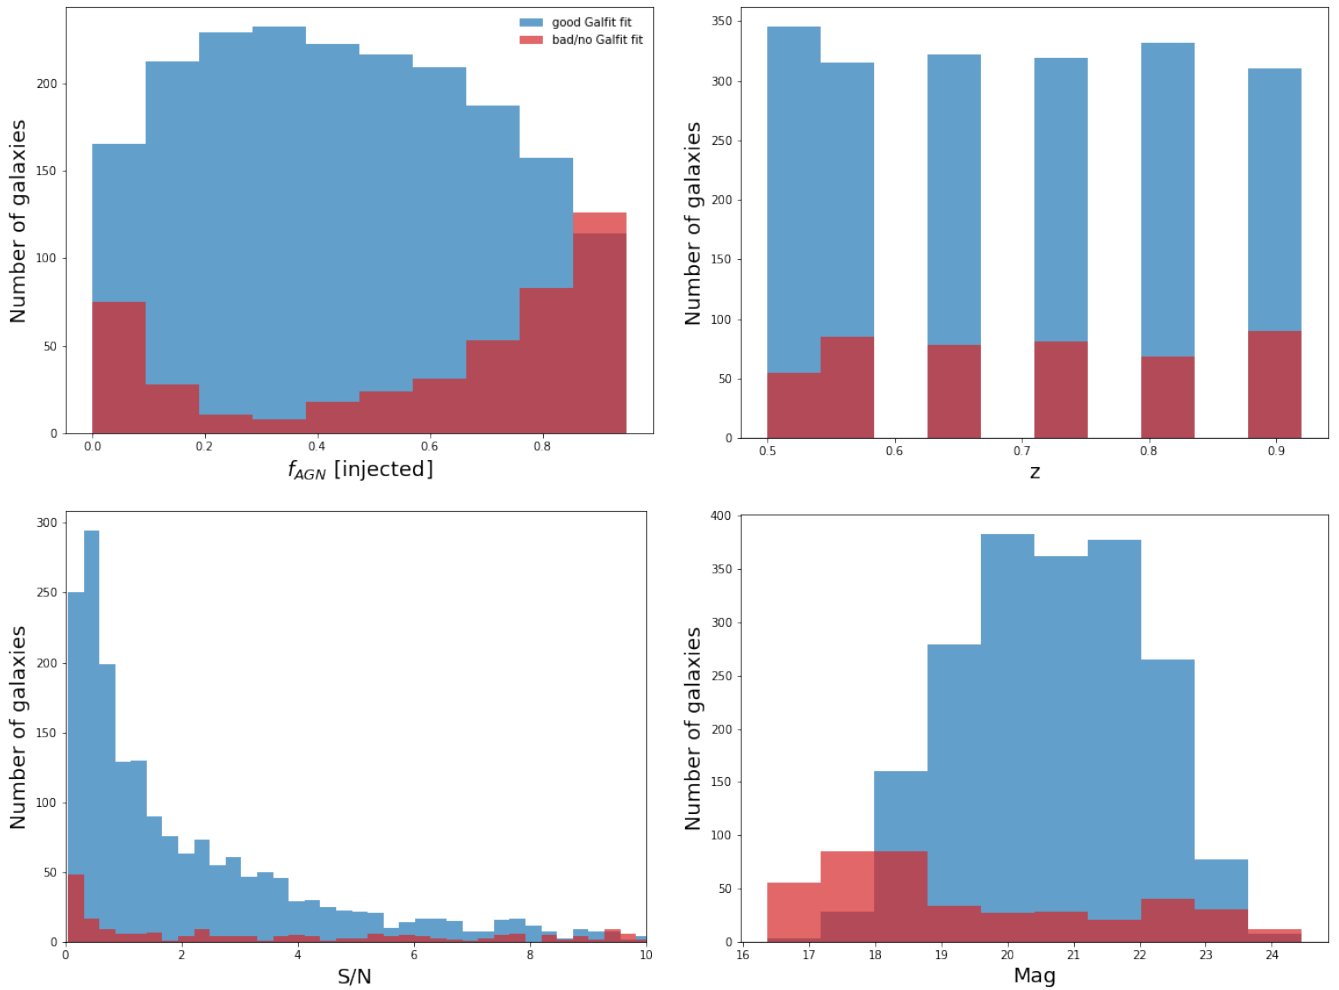 good Galfit fit
bad/no Galfit fit
200
150
100
50
0
Number of galaxies
0.0 0.2 0.4 0.6 0.8
f_AGN [injected]
350
300
250
200
150
100
50
0
Number of galaxies
0.5 0.6 0.7 0.8 0.9
z
300
250
200
150
100
50
0
Number of galaxies
0 2 4 6 8 10
S/N
400
350
300
250
200
150
100
50
0
Number of galaxies
16 17 18 19 20 21 22 23 24
Mag